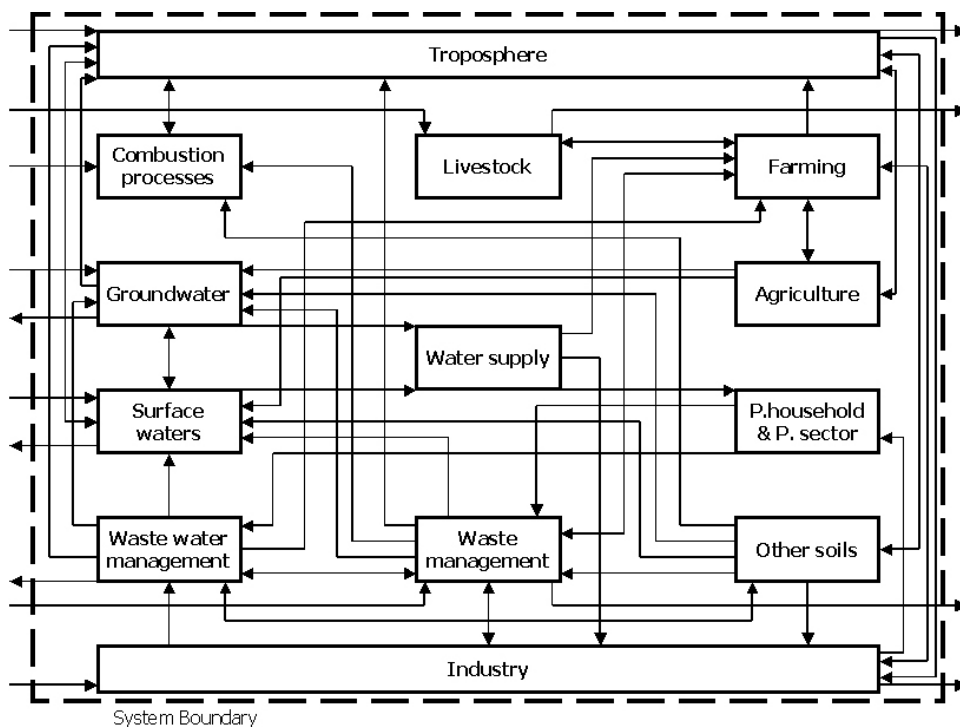 Troposphere
Combustion
processes
Livestock
Farming
Groundwater
Agriculture
Water supply
Surface
waters
P.household
& P. sector
Waste water
management
Waste
management
Other soils
Industry
System Boundary